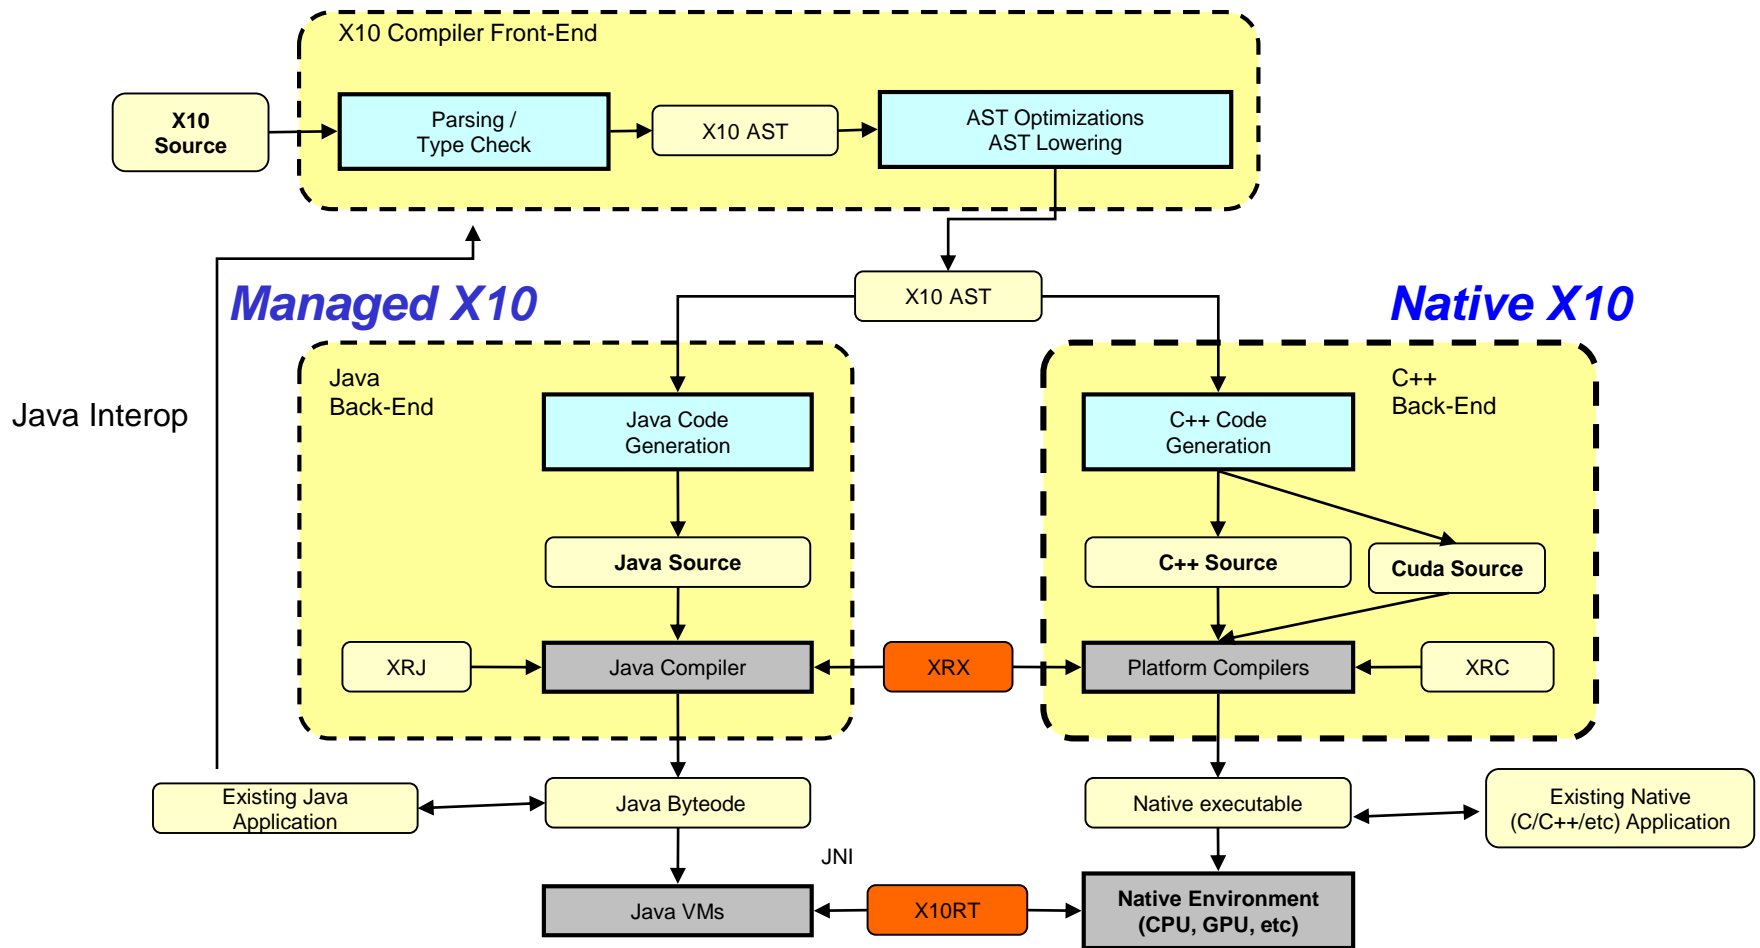 X10 Compiler Front-End
X10
Source
Parsing /
Type Check
X10 AST
AST Optimizations
AST Lowering
X10 AST
Managed X10
Native X10
Java Interop
Java
Back-End
Java Code
Generation
C++ Code
Generation
C++
Back-End
Java Source
C++ Source
Cuda Source
XRJ
Java Compiler
XRX
Platform Compilers
XRC
Existing Java
Application
Java Byteode
Native executable
Existing Native
(C/C++/etc) Application
JNI
Java VMs
X10RT
Native Environment
(CPU, GPU, etc)